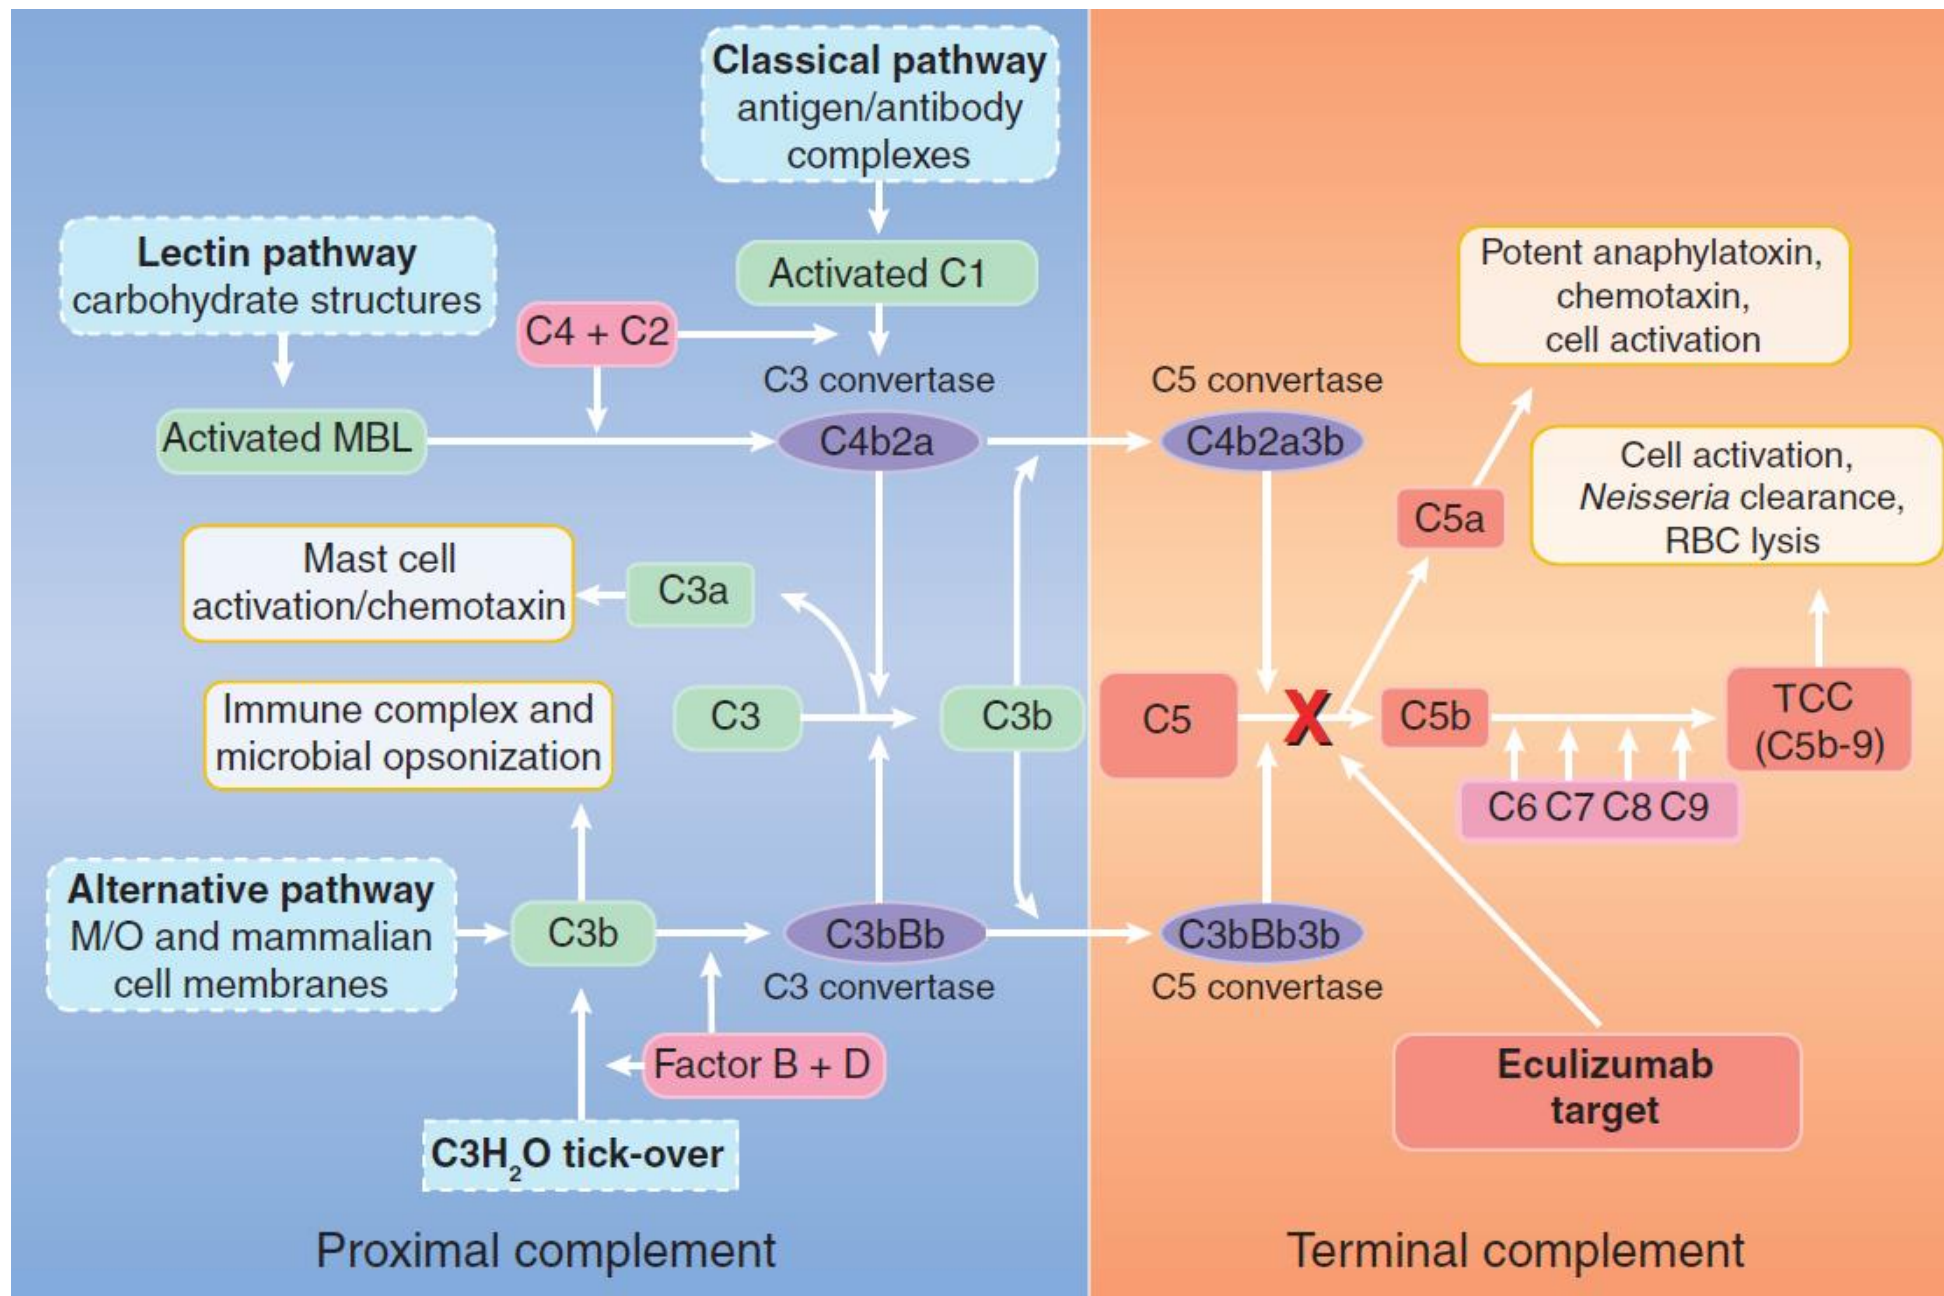 Classical pathway
antigen/antibody
complexes
Lectin pathway
carbohydrate structures
Activated C1
C4 + C2
C3 convertase
Activated MBL
C4b2a
Mast cell
activation/chemotaxin
C3a
Immune complex and
microbial opsonization
C3
C3b
Alternative pathway
M/O and mammalian
cell membranes
C3b
C3bBb
C3 convertase
Factor B + D
C3H₂O tick-over
Proximal complement
Potent anaphylatoxin,
chemotaxin,
cell activation
C5 convertase
C4b2a3b
Cell activation,
Neisseria clearance,
RBC lysis
C5a
C5
X
C5b
TCC
(C5b-9)
C6 C7 C8 C9
C3bBb3b
C5 convertase
Eculizumab
target
Terminal complement